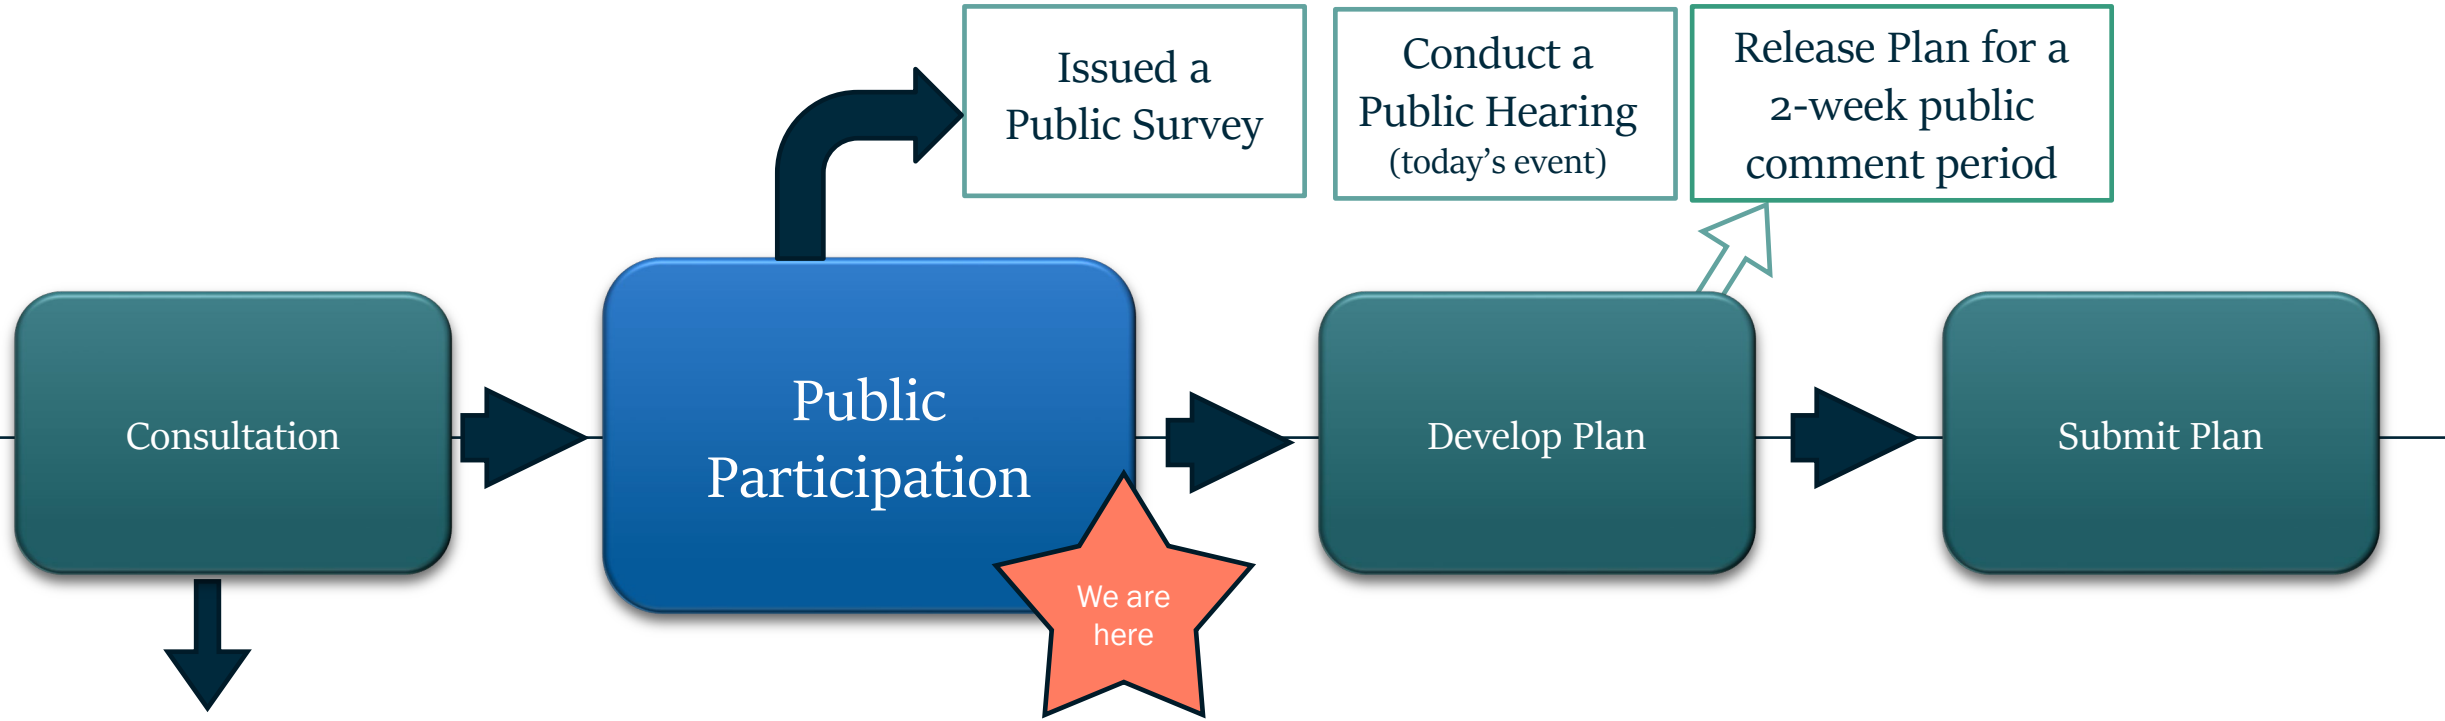 Issued a
Public Survey
Conduct a
Public Hearing
(today's event)
Release Plan for a
2-week public
comment period
Consultation
Public
Participation
We are
here
Develop Plan
Submit Plan